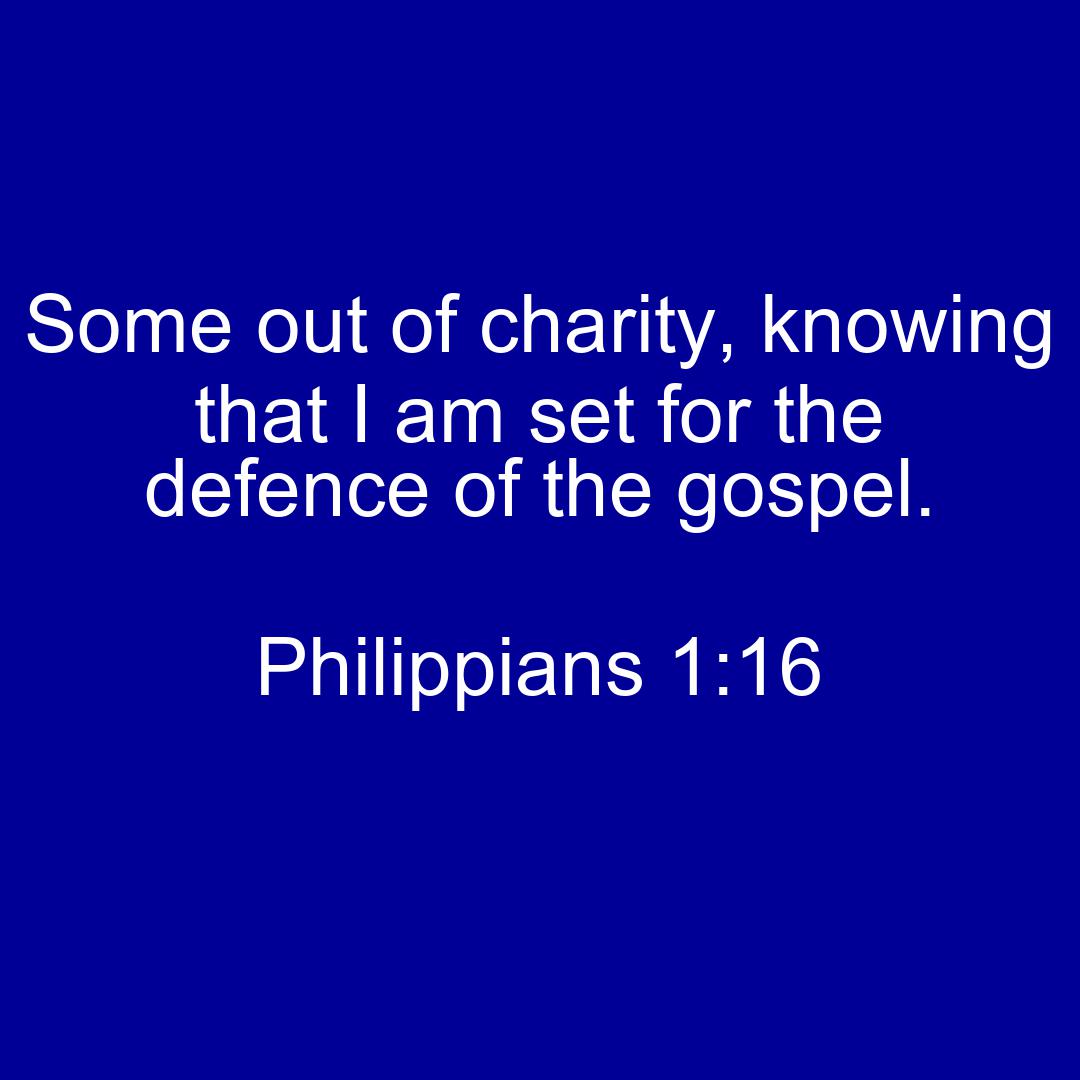 Some out of charity, knowing
that I am set for the
defence of the gospel.
Philippians 1:16